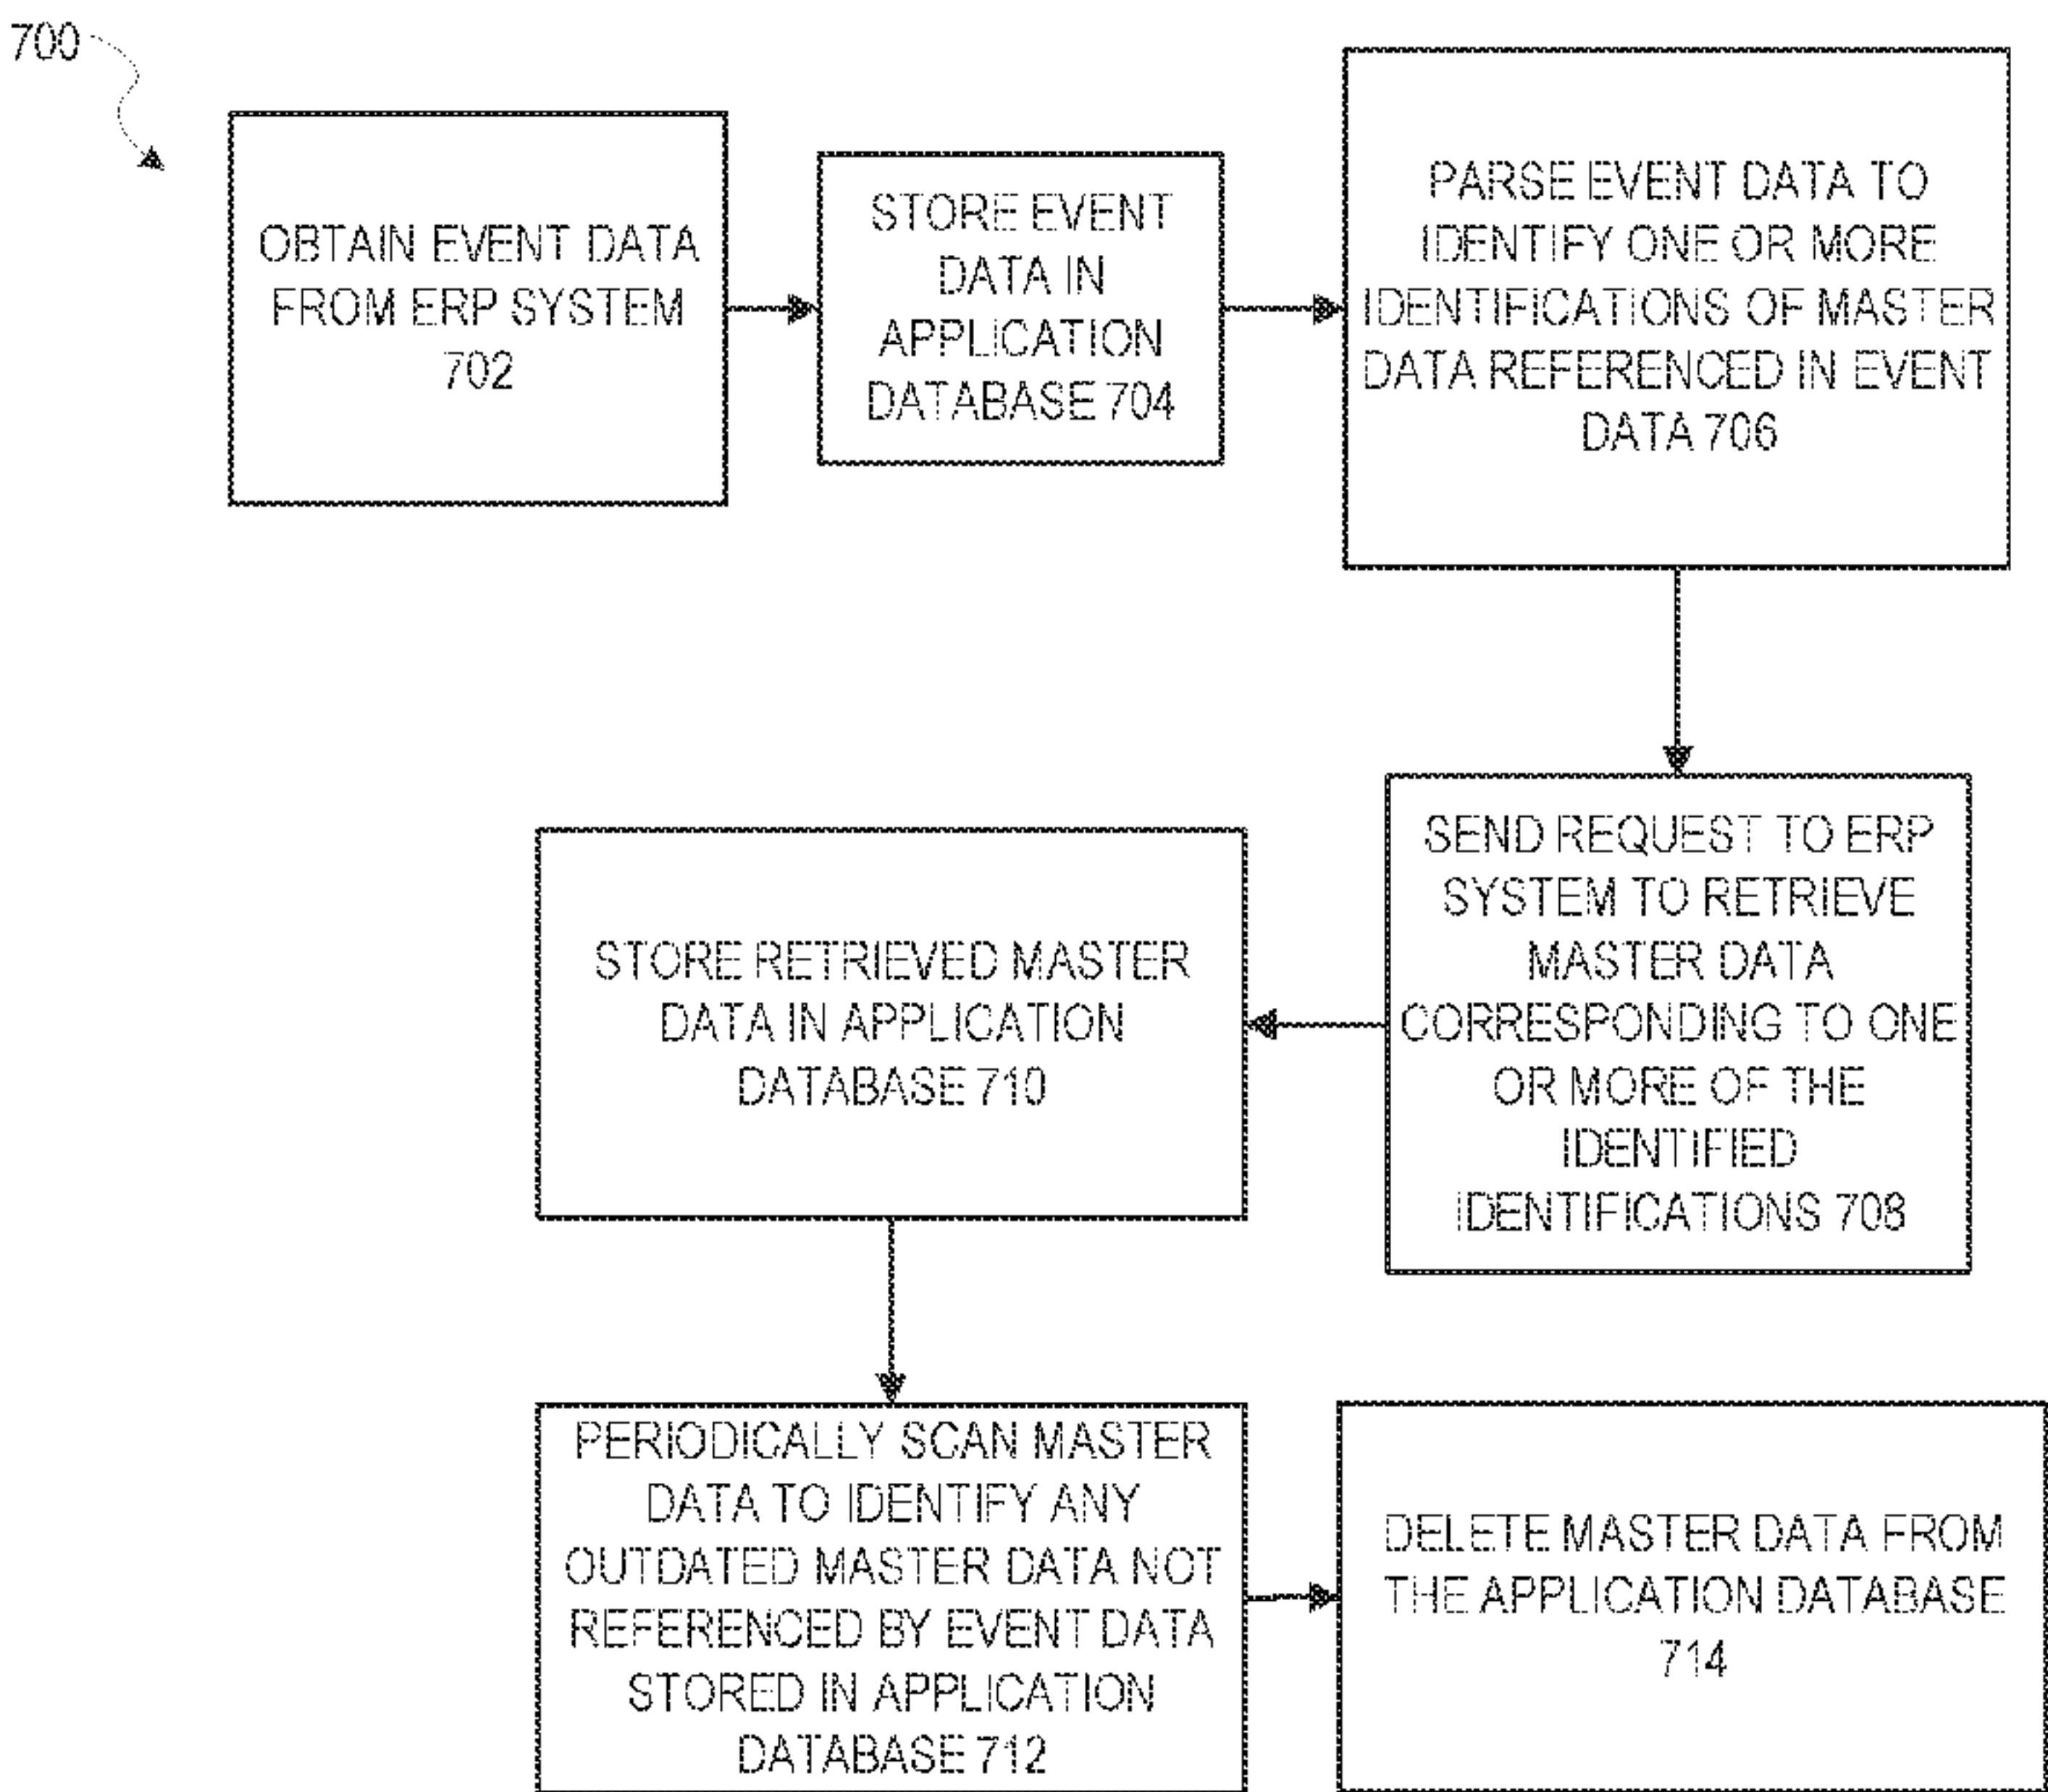 700
OBTAIN EVENT DATA
FROM ERP SYSTEM
702
STORE EVENT
DATA IN
APPLICATION
DATABASE 704
PARSE EVENT DATA TO
IDENTIFY ONE OR MORE
IDENTIFICATIONS OF MASTER
DATA REFERENCED IN EVENT
DATA 706
SEND REQUEST TO ERP
SYSTEM TO RETRIEVE
MASTER DATA
CORRESPONDING TO ONE
OR MORE OF THE
IDENTIFIED
IDENTIFICATIONS 708
STORE RETRIEVED MASTER
DATA IN APPLICATION
DATABASE 710
PERIODICALLY SCAN MASTER
DATA TO IDENTIFY ANY
OUTDATED MASTER DATA NOT
REFERENCED BY EVENT DATA
STORED IN APPLICATION
DATABASE 712
DELETE MASTER DATA FROM
THE APPLICATION DATABASE
714